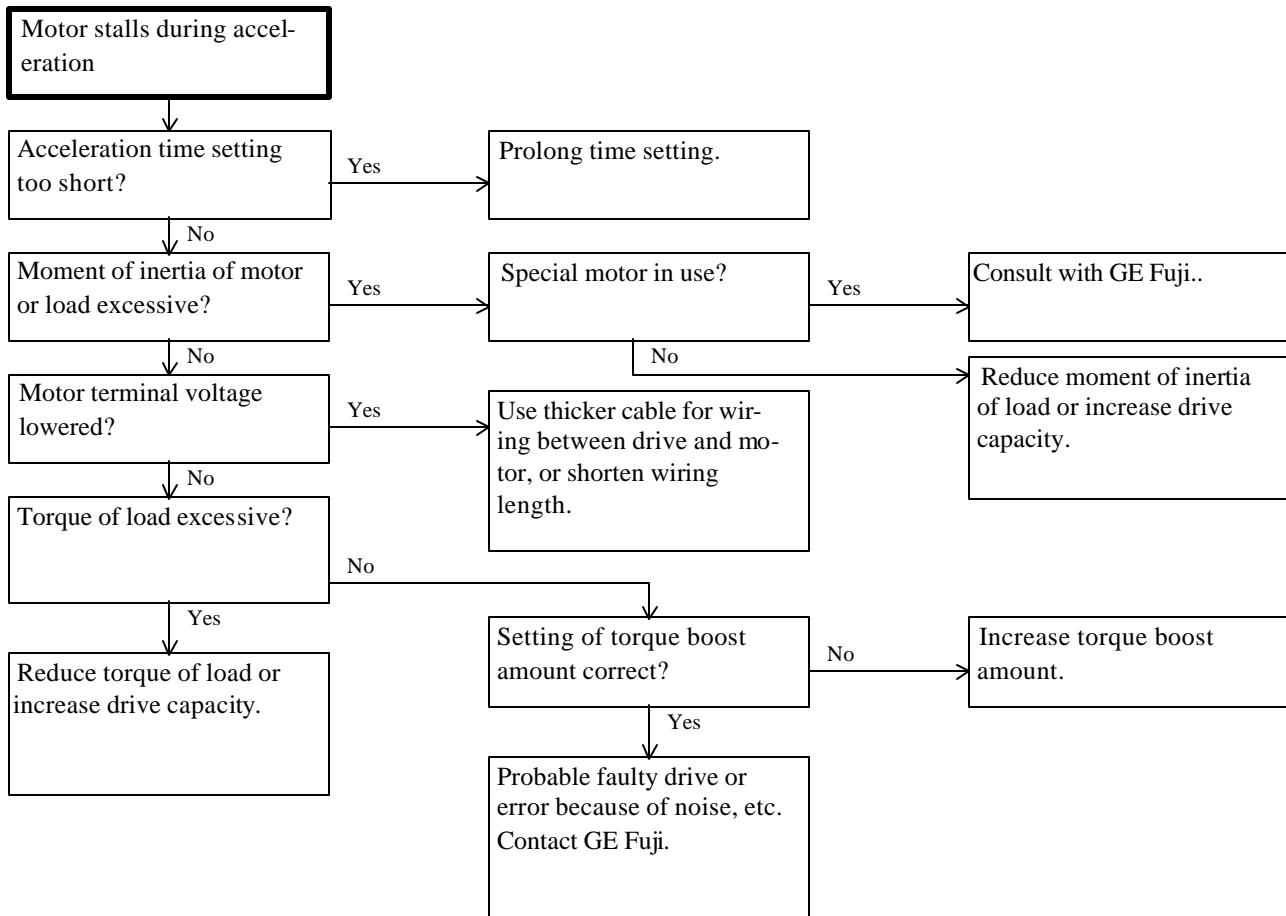 Motor stalls during accel-
eration
Acceleration time setting
too short?
Yes
Prolong time setting.
No
Moment of inertia of motor
or load excessive?
Yes
Special motor in use?
Yes
Consult with GE Fuji..
No
No
Reduce moment of inertia
of load or increase drive
capacity.
Motor terminal voltage
lowered?
Yes
Use thicker cable for wir-
ing between drive and mo-
tor, or shorten wiring
length.
No
Torque of load excessive?
No
Yes
Reduce torque of load or
increase drive capacity.
Setting of torque boost
amount correct?
No
Increase torque boost
amount.
Yes
Probable faulty drive or
error because of noise, etc.
Contact GE Fuji.